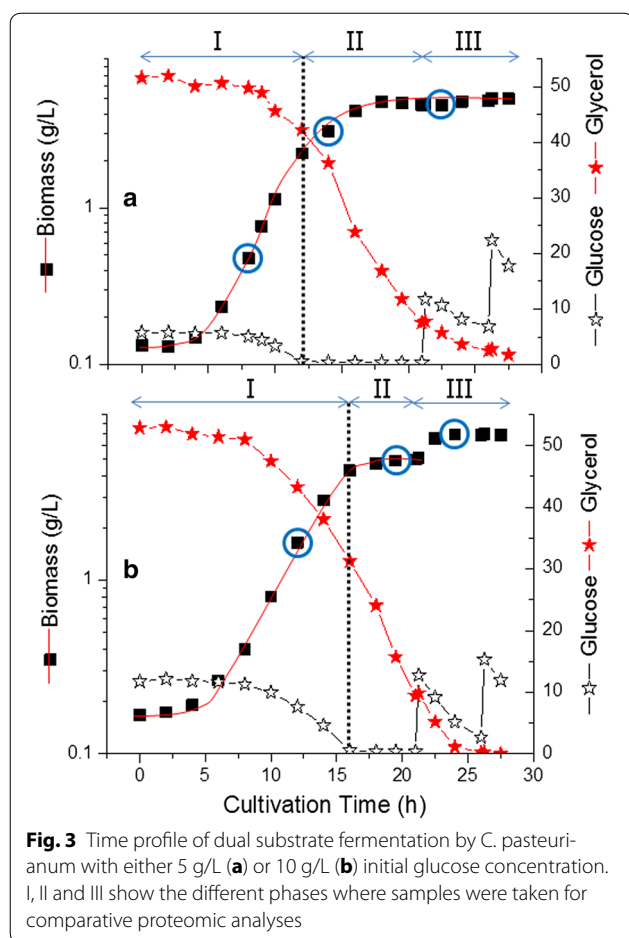 I II III
Biomass (g/L)
1
0.1
a
50
40
30
20
10
0
Glucose
Glycerol
I II III
Biomass (g/L)
1
0.1
b
50
40
30
20
10
0
Glucose
Glycerol
0 5 10 15 20 25 30
Cultivation Time (h)
Fig. 3 Time profile of dual substrate fermentation by C. pasteuri-
anum with either 5 g/L (a) or 10 g/L (b) initial glucose concentration.
I, II and III show the different phases where samples were taken for
comparative proteomic analyses